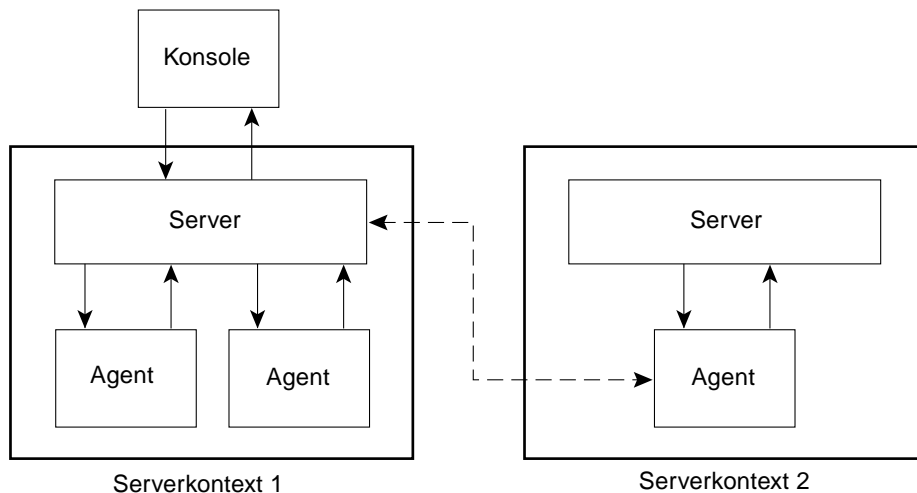 Konsole
Server
Server
Agent
Agent
Agent
Serverkontext 1
Serverkontext 2